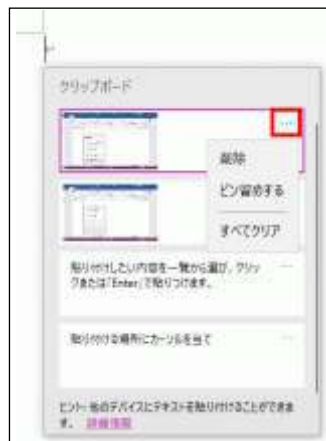 クリップボード
…
削除
ピン留めする
すべてクリア
貼り付けしたい内容を一覧から選び、クリッ
クまたは「Enter」で貼りつけます。
貼り付ける場所にカーソルを当て
ヒント: 他のデバイスにテキストを貼り付けることができま
す。 詳細情報